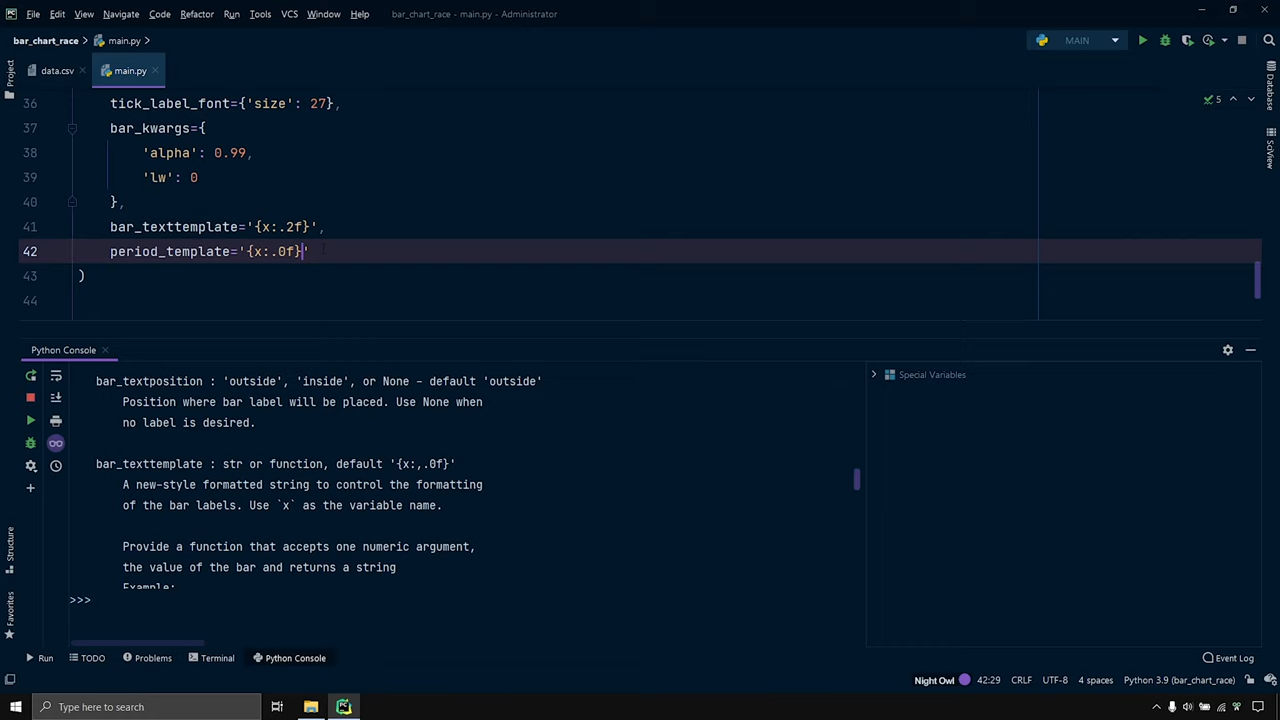 File Edit View Navigate Code Refactor Run Tools VCS Window Help bar_chart_race - main.py - Administrator
bar_chart_race main.py MAIN
Project
data.csv main.py
36 tick_label_font={'size': 27},
5
37 bar_kwargs={
38 'alpha': 0.99,
39 'lw': 0
40 },
41 bar_texttemplate='{x:.2f}',
42 period_template='{x:.0f}'
43 )
44
Database
SciView
Python Console
bar_textposition : 'outside', 'inside', or None - default 'outside'
Position where bar label will be placed. Use None when
no label is desired.
bar_texttemplate : str or function, default '{x:,.0f}'
A new-style formatted string to control the formatting
of the bar labels. Use `x` as the variable name.
Provide a function that accepts one numeric argument,
the value of the bar and returns a string
Example:
>>>
Special Variables
Structure
Favorites
Run TODO Problems Terminal Python Console Event Log
Night Owl 42:29 CRLF UTF-8 4 spaces Python 3.9 (bar_chart_race)
Type here to search